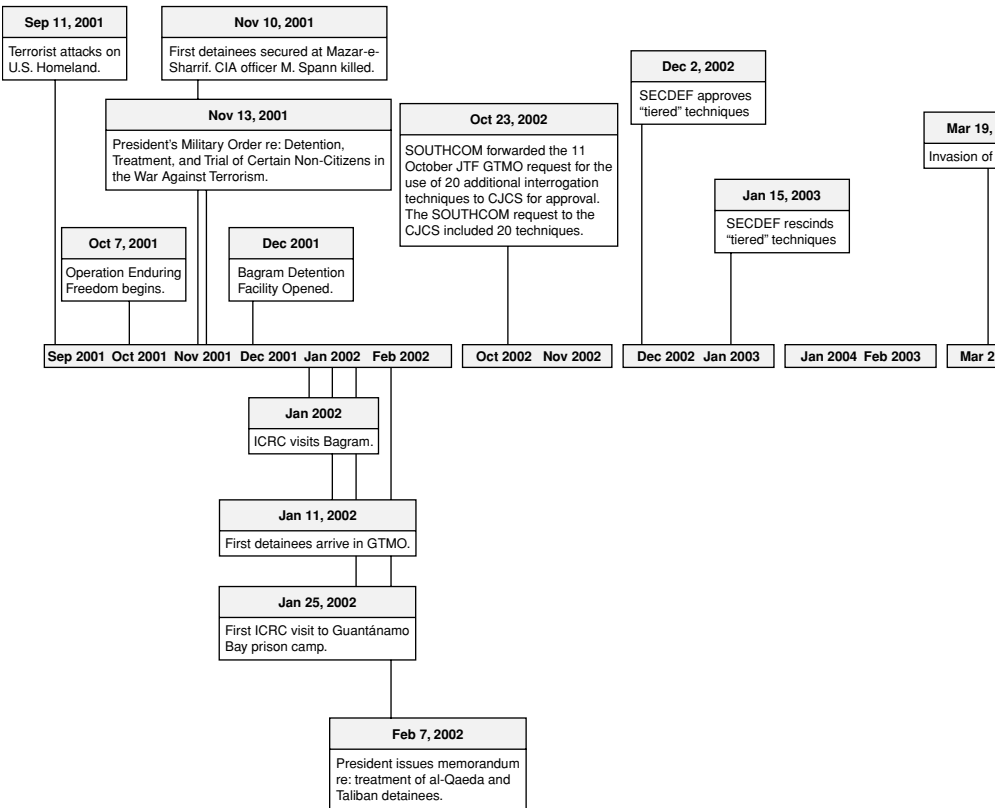 Sep 11, 2001
Terrorist attacks on
U.S. Homeland.
Nov 10, 2001
First detainees secured at Mazar-e-
Sharrif. CIA officer M. Spann killed.
Nov 13, 2001
President's Military Order re: Detention,
Treatment, and Trial of Certain Non-Citizens in
the War Against Terrorism.
Oct 7, 2001
Operation Enduring
Freedom begins.
Dec 2001
Bagram Detention
Facility Opened.
Oct 23, 2002
SOUTHCOM forwarded the 11
October JTF GTMO request for the
use of 20 additional interrogation
techniques to CJCS for approval.
The SOUTHCOM request to the
CJCS included 20 techniques.
Dec 2, 2002
SECDEF approves
“tiered” techniques
Jan 15, 2003
SECDEF rescinds
“tiered” techniques
Mar 19,
Invasion of
Sep 2001 Oct 2001 Nov 2001 Dec 2001 Jan 2002 Feb 2002
Oct 2002 Nov 2002
Dec 2002 Jan 2003
Jan 2004 Feb 2003
Mar 2
Jan 2002
ICRC visits Bagram.
Jan 11, 2002
First detainees arrive in GTMO.
Jan 25, 2002
First ICRC visit to Guantánamo
Bay prison camp.
Feb 7, 2002
President issues memorandum
re: treatment of al-Qaeda and
Taliban detainees.